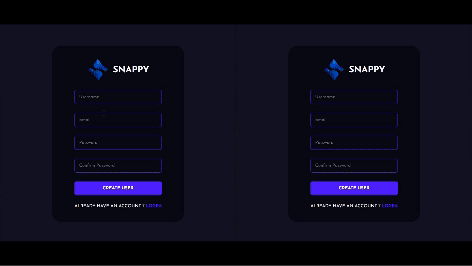 SNAPPY
Username
Email
Password
Confirm Password
CREATE USER
ALREADY HAVE AN ACCOUNT ? LOGIN
SNAPPY
Username
Email
Password
Confirm Password
CREATE USER
ALREADY HAVE AN ACCOUNT ? LOGIN